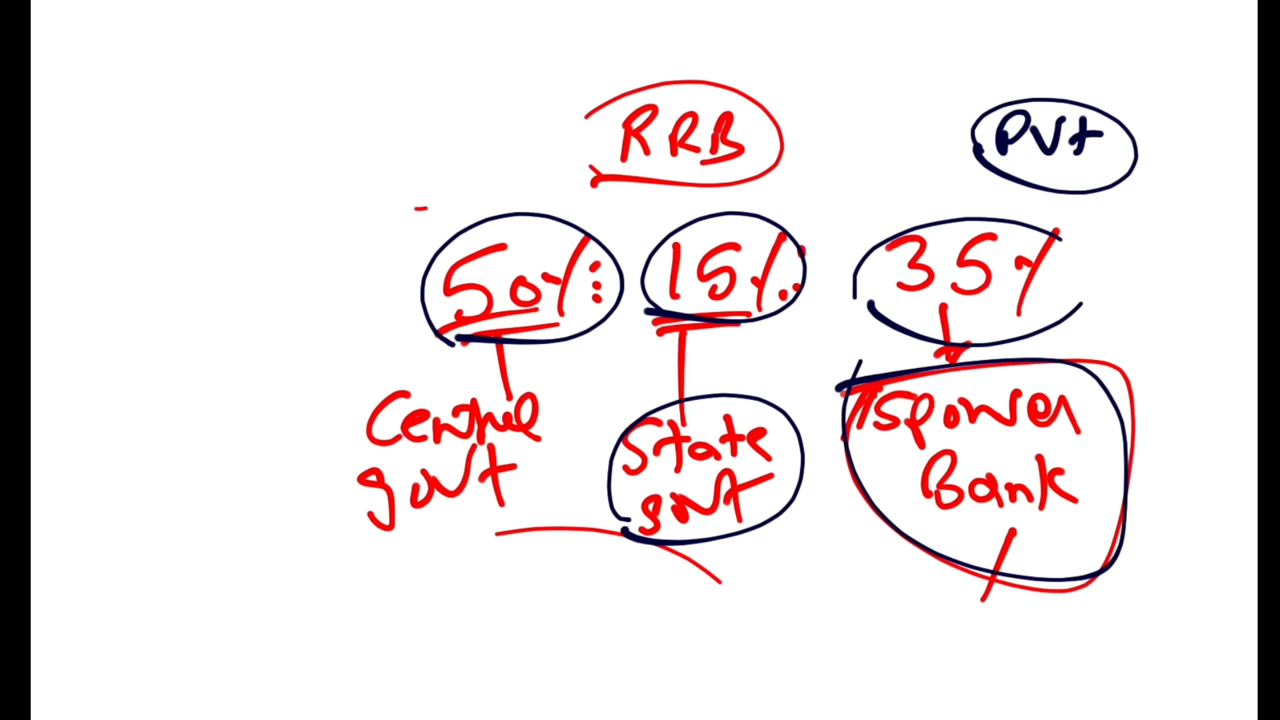 RRB
Pvt
50%
15%
35%
Central govt
State govt
Sponser Bank